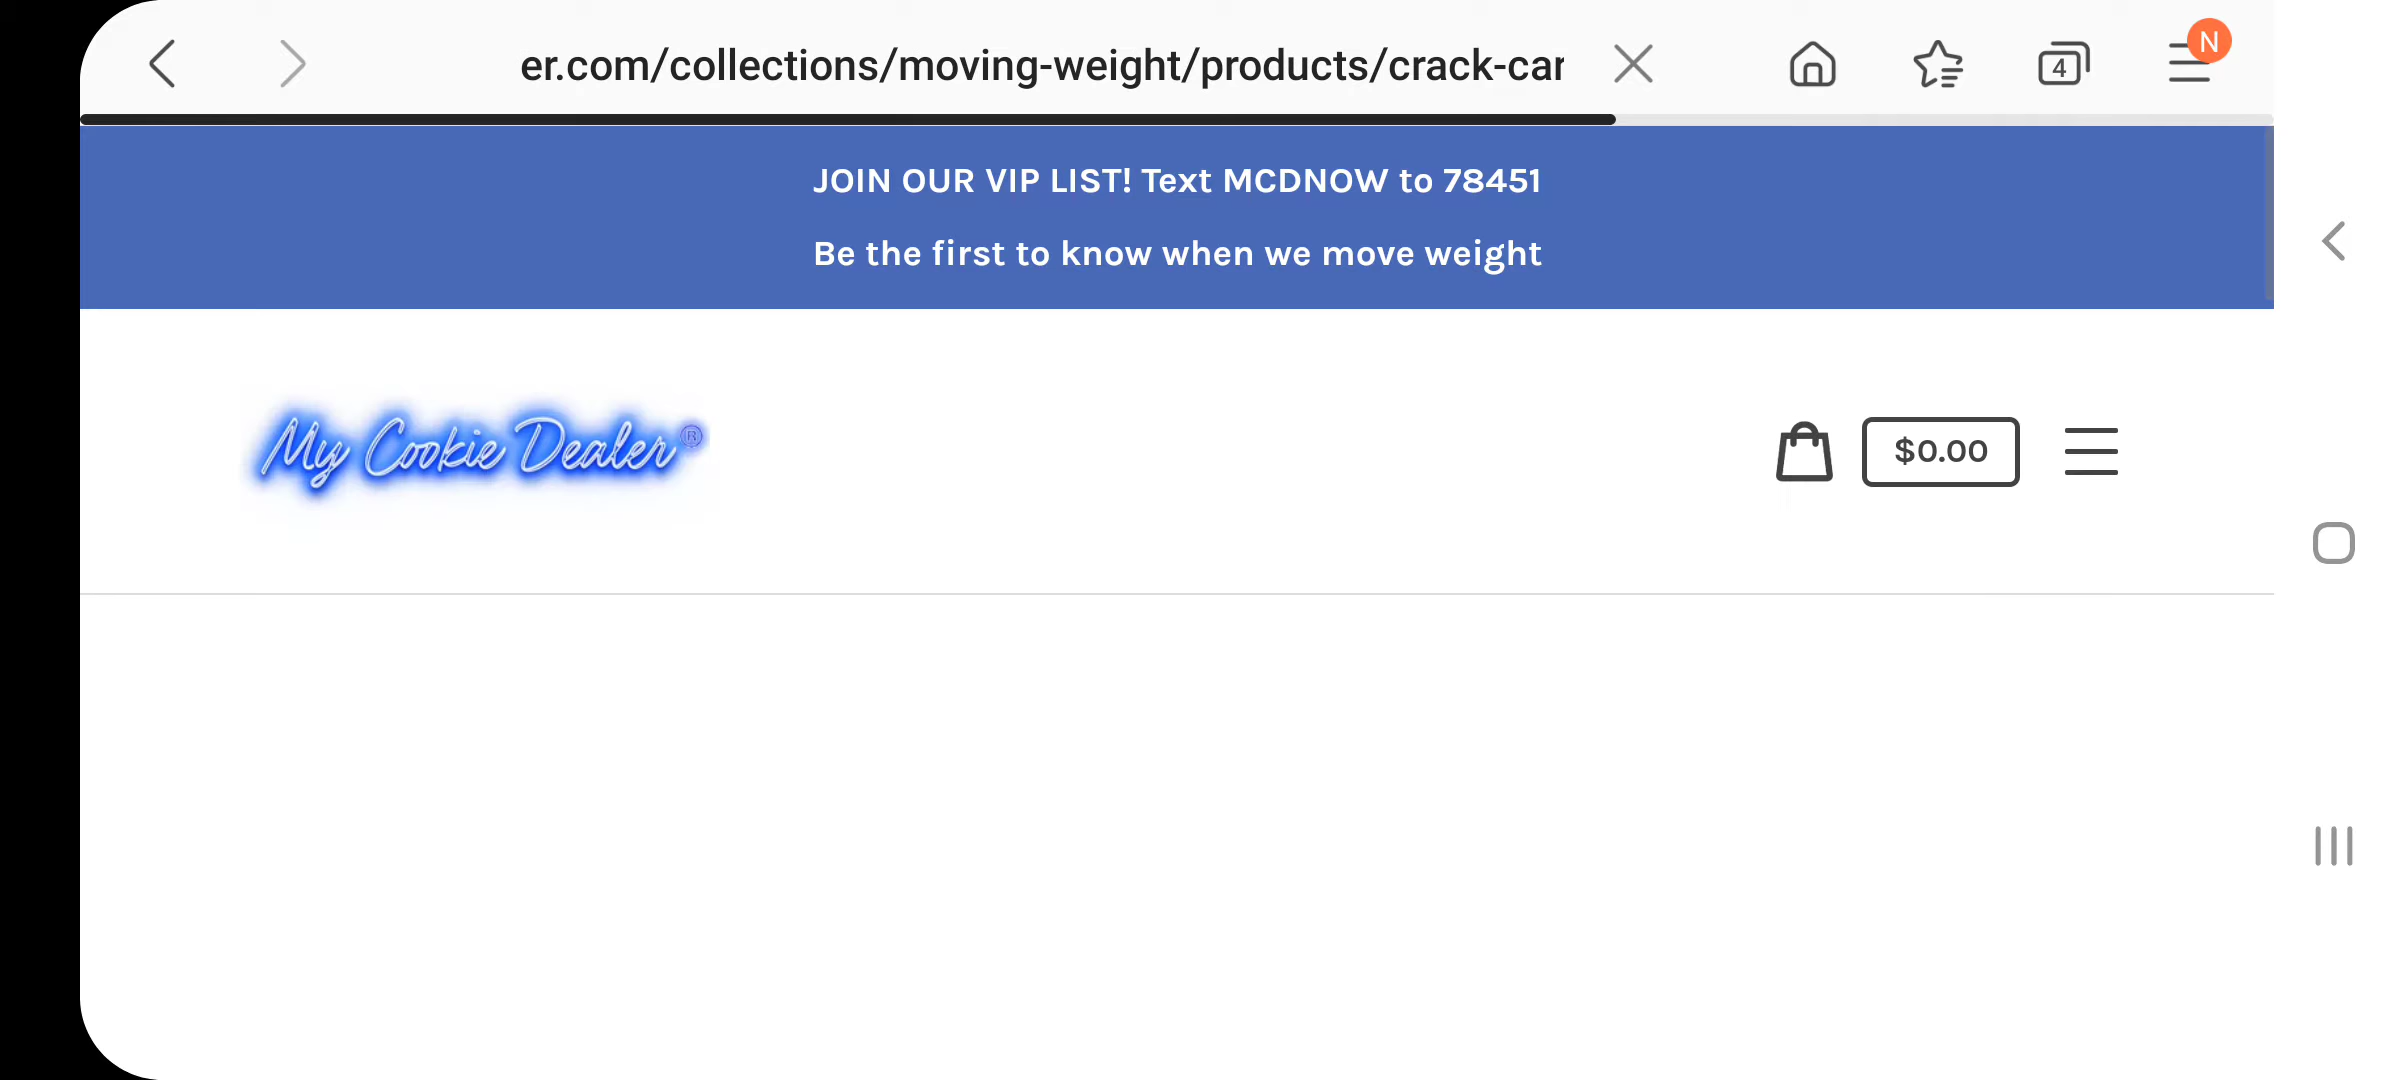 er.com/collections/moving-weight/products/crack-car
4
N
JOIN OUR VIP LIST! Text MCDNOW to 78451
Be the first to know when we move weight
My Cookie Dealer®
$0.00